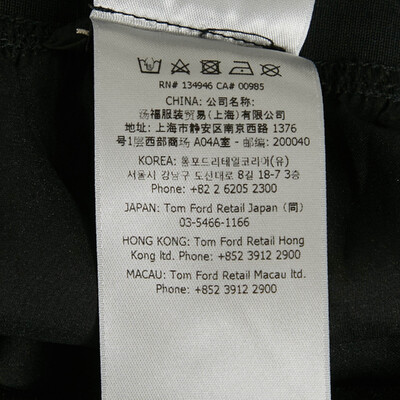 RN# 134946 CA# 00985
CHINA: 公司名称:
汤福服装贸易(上海)有限公司
地址: 上海市静安区南京西路 1376
号1层西部商场 A04A室 - 邮编: 200040
KOREA: 톰포드리테일코리아(유)
서울시 강남구 도산대로 8길 18-7 3층
Phone: +82 2 6205 2300
JAPAN: Tom Ford Retail Japan (同)
03-5466-1166
HONG KONG: Tom Ford Retail Hong
Kong ltd. Phone: +852 3912 2900
MACAU: Tom Ford Retail Macau ltd.
Phone: +852 3912 2900